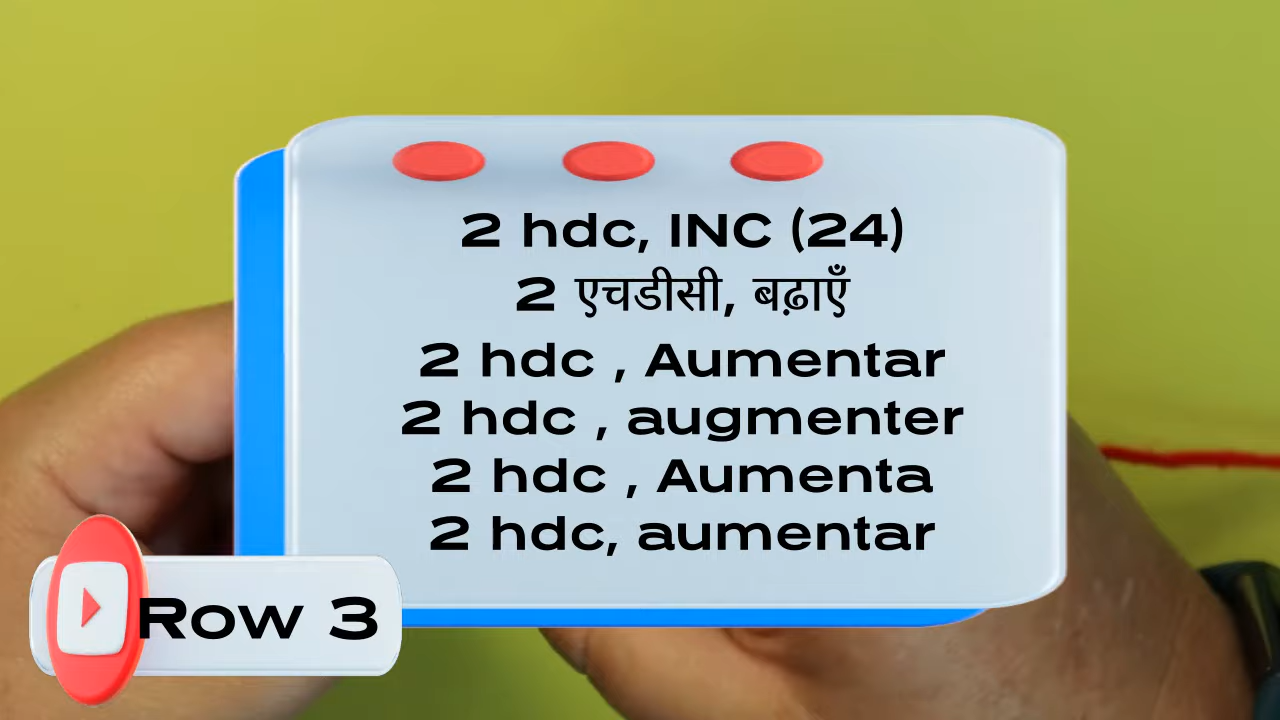 2 hdc, INC (24)
2 एचडीसी, बढ़ाएँ
2 hdc , Aumentar
2 hdc , augmenter
2 hdc , Aumenta
2 hdc, aumentar
Row 3